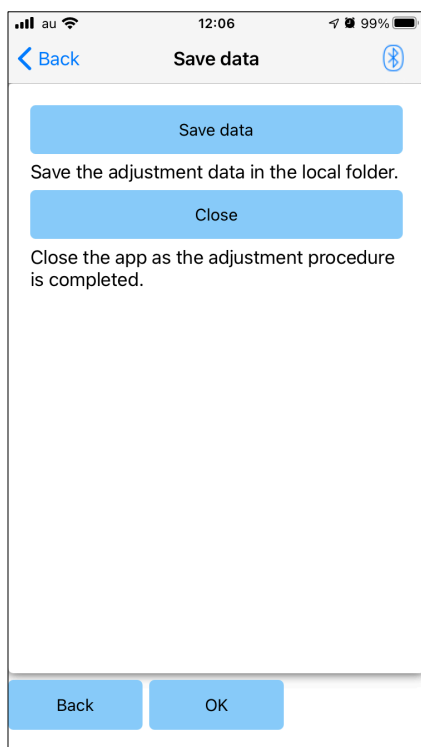 au 12:06 99%
Back Save data
Save data
Save the adjustment data in the local folder.
Close
Close the app as the adjustment procedure
is completed.
Back OK